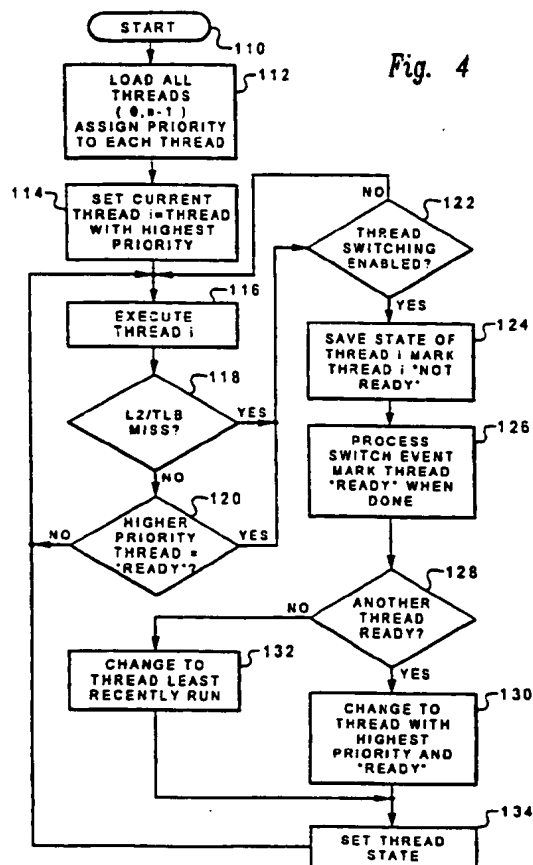 START
110
Fig. 4
112
LOAD ALL
THREADS
(0,n-1)
ASSIGN PRIORITY
TO EACH THREAD
114
SET CURRENT
THREAD i=THREAD
WITH HIGHEST
PRIORITY
NO
122
THREAD
SWITCHING
ENABLED?
YES
116
EXECUTE
THREAD i
124
SAVE STATE OF
THREAD i MARK
THREAD i "NOT
READY"
118
L2/TLB
MISS?
YES
NO
126
PROCESS
SWITCH EVENT
MARK THREAD
"READY" WHEN
DONE
120
HIGHER
PRIORITY
THREAD =
"READY"?
NO
YES
128
ANOTHER
THREAD
READY?
NO
YES
132
CHANGE TO
THREAD LEAST
RECENTLY RUN
130
CHANGE TO
THREAD WITH
HIGHEST
PRIORITY AND
"READY"
134
SET THREAD
STATE